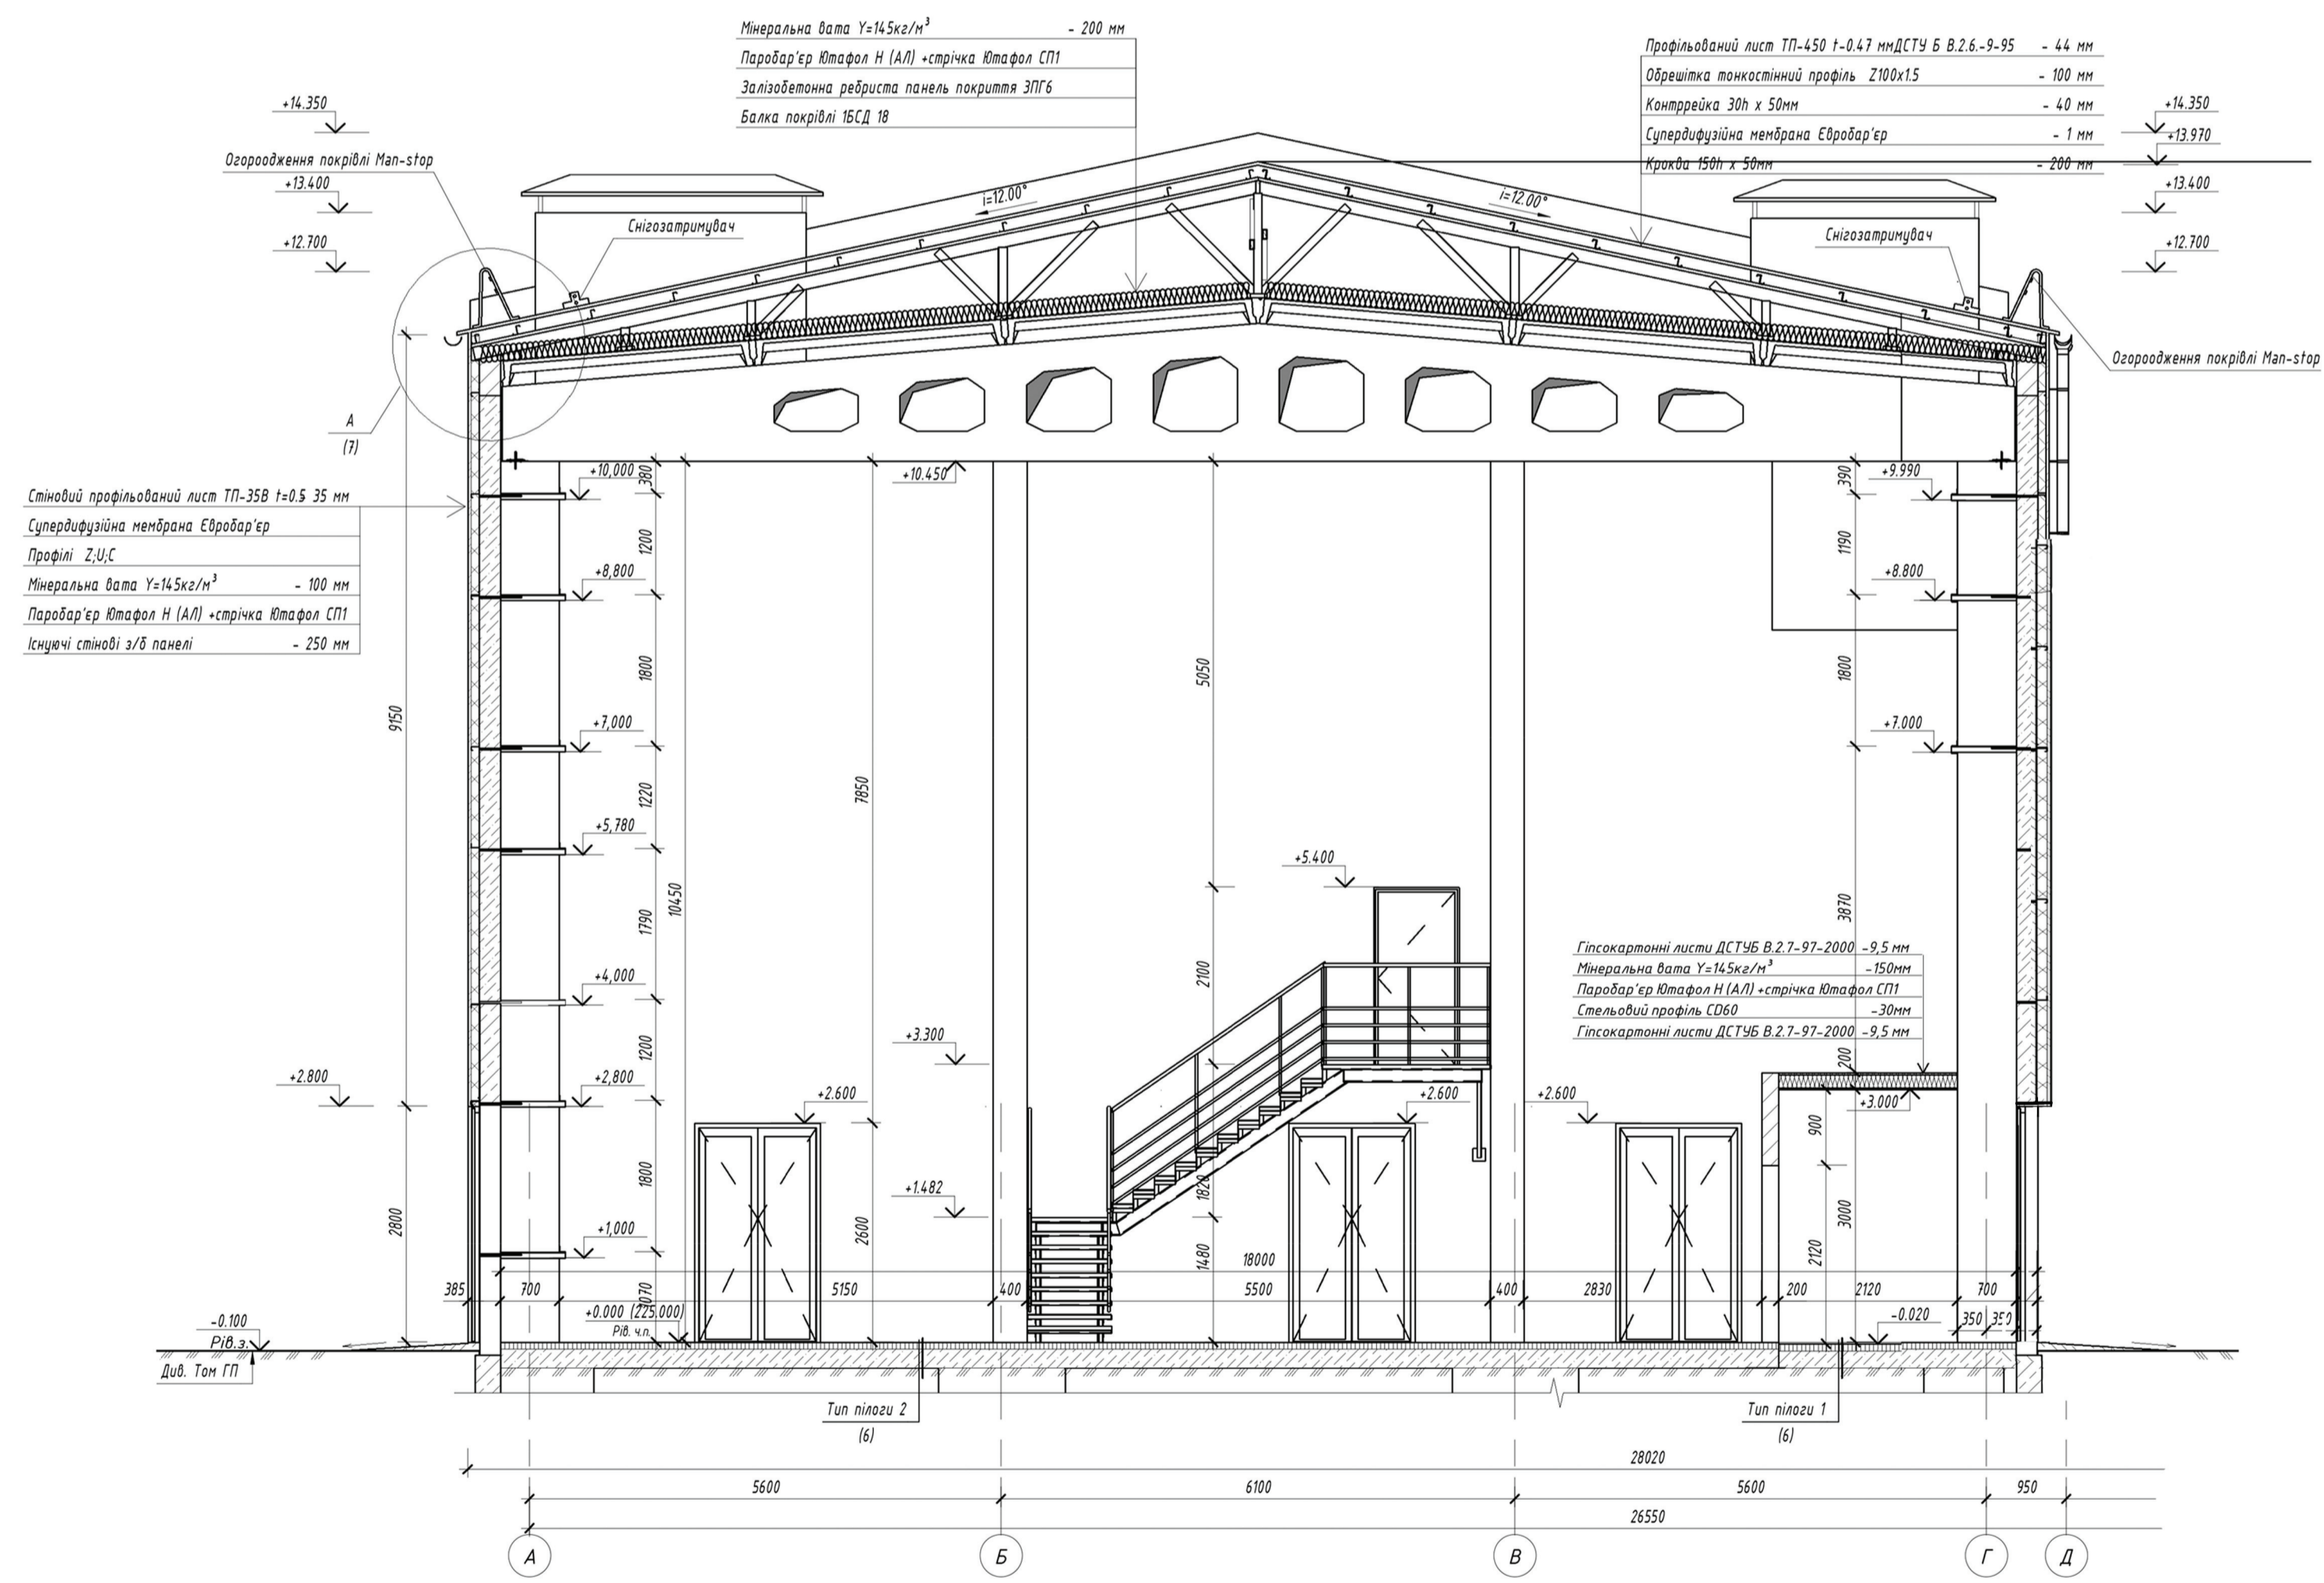 Мінеральна вата Y=145кг/м³ - 200 мм
Паробар'єр Ютафол Н (АЛ) +стрічка Ютафол СП1
Залізобетонна ребриста панель покриття ЗПГ6
Балка покрівлі 1БСД 18
Профільований лист ТП-450 t-0.47 ммДСТУ Б В.2.6.-9-95 - 44 мм
Обрешітка тонкостінний профіль Z100х1.5 - 100 мм
Контррейка 30h х 50мм - 40 мм
Супердифузійна мембрана Євробар'єр - 1 мм
Кроква 150h х 50мм - 200 мм
+14.350
Огорооdження покрівлі Man-stop
+13.400
+12.700
+14.350
+13.970
+13.400
+12.700
Снігозатримувач
i=12.00°
i=12.00°
Снігозатримувач
Огорооdження покрівлі Man-stop
А
(7)
Стіновий профільований лист ТП-35В t=0.5 35 мм
Супердифузійна мембрана Євробар'єр
Профілі Z;U;C
Мінеральна вата Y=145кг/м³ - 100 мм
Паробар'єр Ютафол Н (АЛ) +стрічка Ютафол СП1
Існуючі стінові з/б панелі - 250 мм
+10,000
380
+10.450
390
+9.990
1200
1190
+8,800
+8.800
1800
5050
1800
9150
+7,000
+7.000
1220
7850
+5,780
+5.400
1790
10450
3870
2100
Гіпсокартонні листи ДСТУБ В.2.7-97-2000 -9,5 мм
Мінеральна вата Y=145кг/м³ -150мм
Паробар'єр Ютафол Н (АЛ) +стрічка Ютафол СП1
Стельовий профіль CD60 -30мм
Гіпсокартонні листи ДСТУБ В.2.7-97-2000 -9,5 мм
+4,000
1200
+3.300
200
+2.800
+2,800
+2.600
+2.600
+2.600
+3.000
900
1800
+1.482
1820
2800
+1,000
2600
1480
3000
2120
18000
385
700
5150
400
5500
400
2830
200
2120
700
1070
+0.000 (225.000)
Рів. ч.п.
-0.020
350
350
-0.100
Рів.з.
Див. Том ГП
Тип пілоги 2
(6)
Тип пілоги 1
(6)
28020
5600
6100
5600
950
26550
А
Б
В
Г
Д